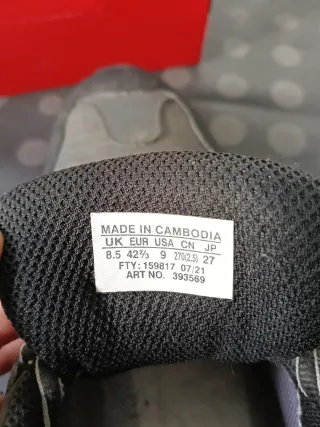 MADE IN CAMBODIA
UK EUR USA CN JP
8.5 42⅔ 9 270(2.5) 27
FTY: 159817 07/21
ART NO. 393569